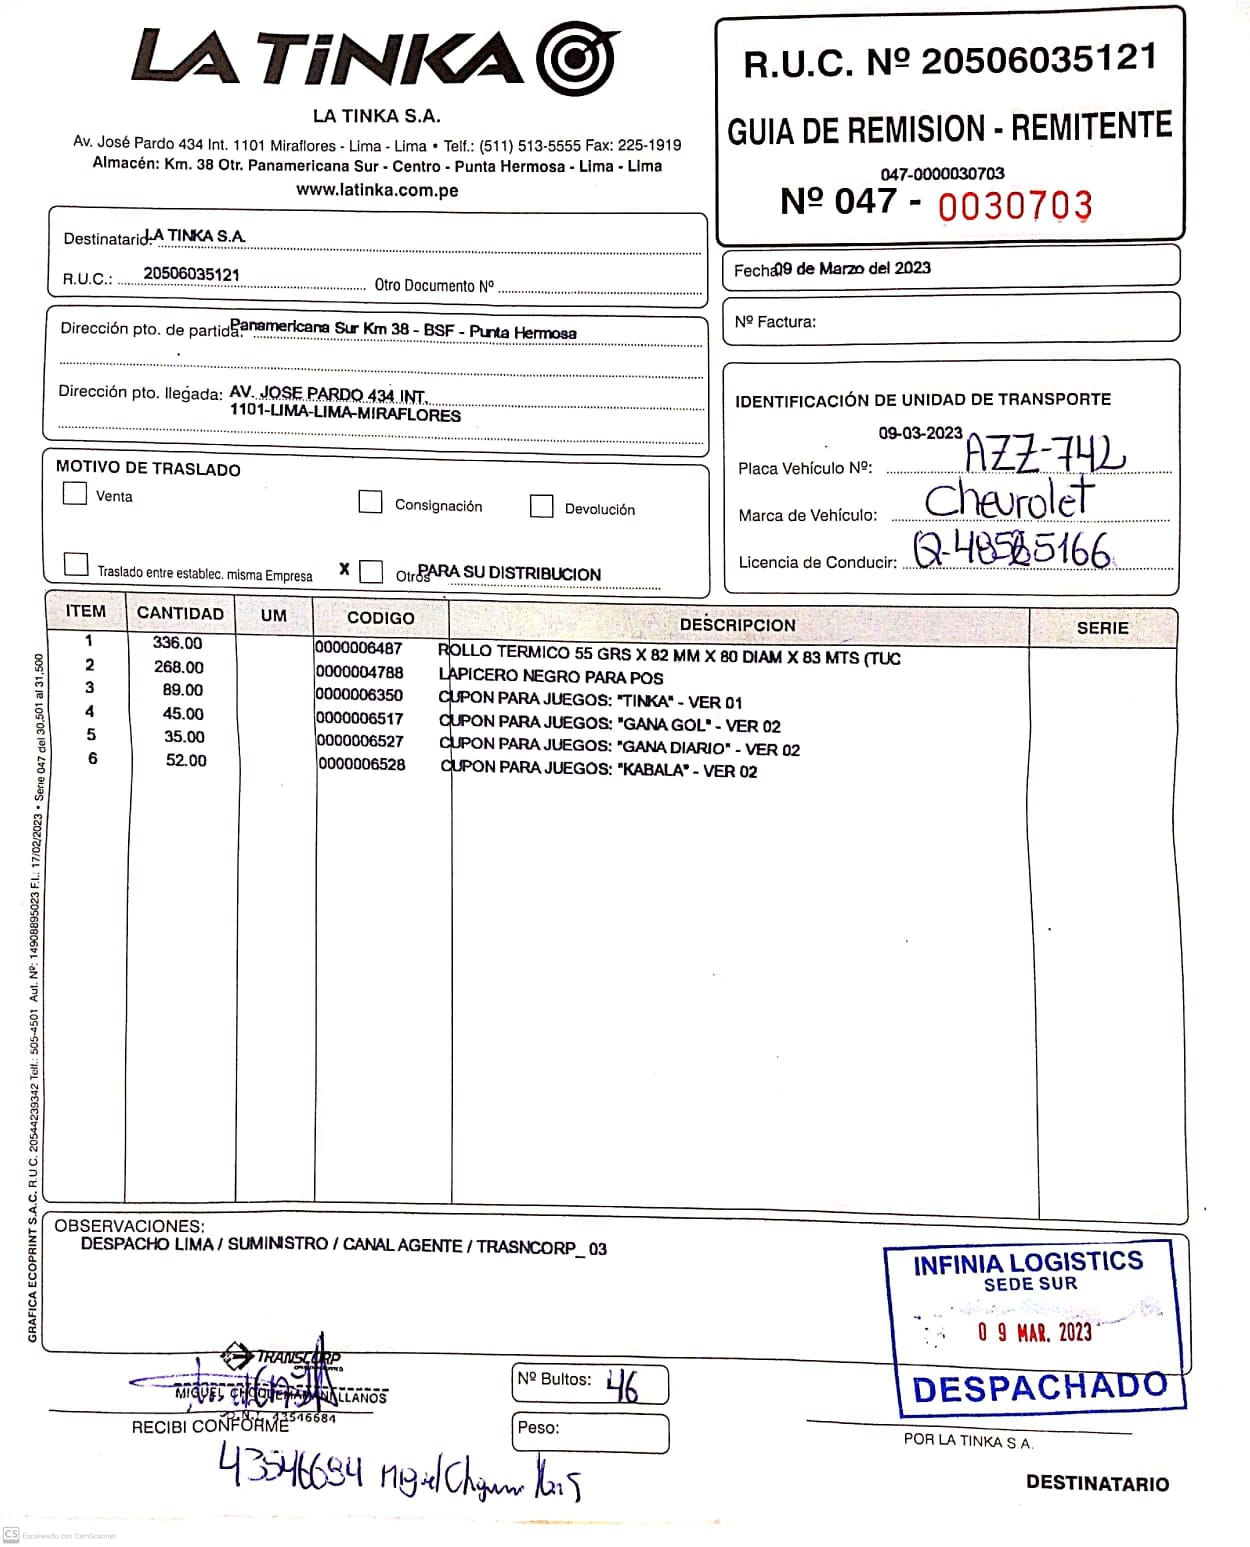 LA TiNKA
LA TINKA S.A.
Av. José Pardo 434 Int. 1101 Miraflores - Lima - Lima • Telf.: (511) 513-5555 Fax: 225-1919
Almacén: Km. 38 Otr. Panamericana Sur - Centro - Punta Hermosa - Lima - Lima
www.latinka.com.pe
R.U.C. Nº 20506035121
GUIA DE REMISION - REMITENTE
047-0000030703
Nº 047 - 0030703
Destinatario: LA TINKA S.A.
R.U.C.: 20506035121 Otro Documento Nº
Fecha 09 de Marzo del 2023
Nº Factura:
Dirección pto. de partida: Panamericana Sur Km 38 - BSF - Punta Hermosa
Dirección pto. llegada: AV. JOSE PARDO 434 INT.
1101-LIMA-LIMA-MIRAFLORES
IDENTIFICACIÓN DE UNIDAD DE TRANSPORTE
09-03-2023
Placa Vehículo Nº: AZZ-742
Marca de Vehículo: Chevrolet
Licencia de Conducir:
MOTIVO DE TRASLADO
Venta Consignación Devolución
Traslado entre establec. misma Empresa X Otros PARA SU DISTRIBUCION
ITEM CANTIDAD UM CODIGO DESCRIPCION SERIE
1 336.00 0000006487 ROLLO TERMICO 55 GRS X 82 MM X 80 DIAM X 83 MTS (TUC
2 268.00 0000004788 LAPICERO NEGRO PARA POS
3 89.00 0000006350 CUPON PARA JUEGOS: "TINKA" - VER 01
4 45.00 0000006517 CUPON PARA JUEGOS: "GANA GOL" - VER 02
5 35.00 0000006527 CUPON PARA JUEGOS: "GANA DIARIO" - VER 02
6 52.00 0000006528 CUPON PARA JUEGOS: "KABALA" - VER 02
GRAFICA ECOPRINT S.A.C. R.U.C. 20544239342 Telf.: 505-4501 Aut. Nº: 14908895023 F.I.: 17/02/2023 • Serie 047 del 30,501 al 31,500
OBSERVACIONES:
DESPACHO LIMA / SUMINISTRO / CANAL AGENTE / TRASNCORP_ 03
INFINIA LOGISTICS
SEDE SUR
0 9 MAR. 2023
DESPACHADO
TRANSCORP
MIGUEL
D.N.I. 43546684
RECIBI CONFORME
43546684 Miguel
Nº Bultos: 46
Peso:
POR LA TINKA S.A.
DESTINATARIO
CS Escaneado con CamScanner